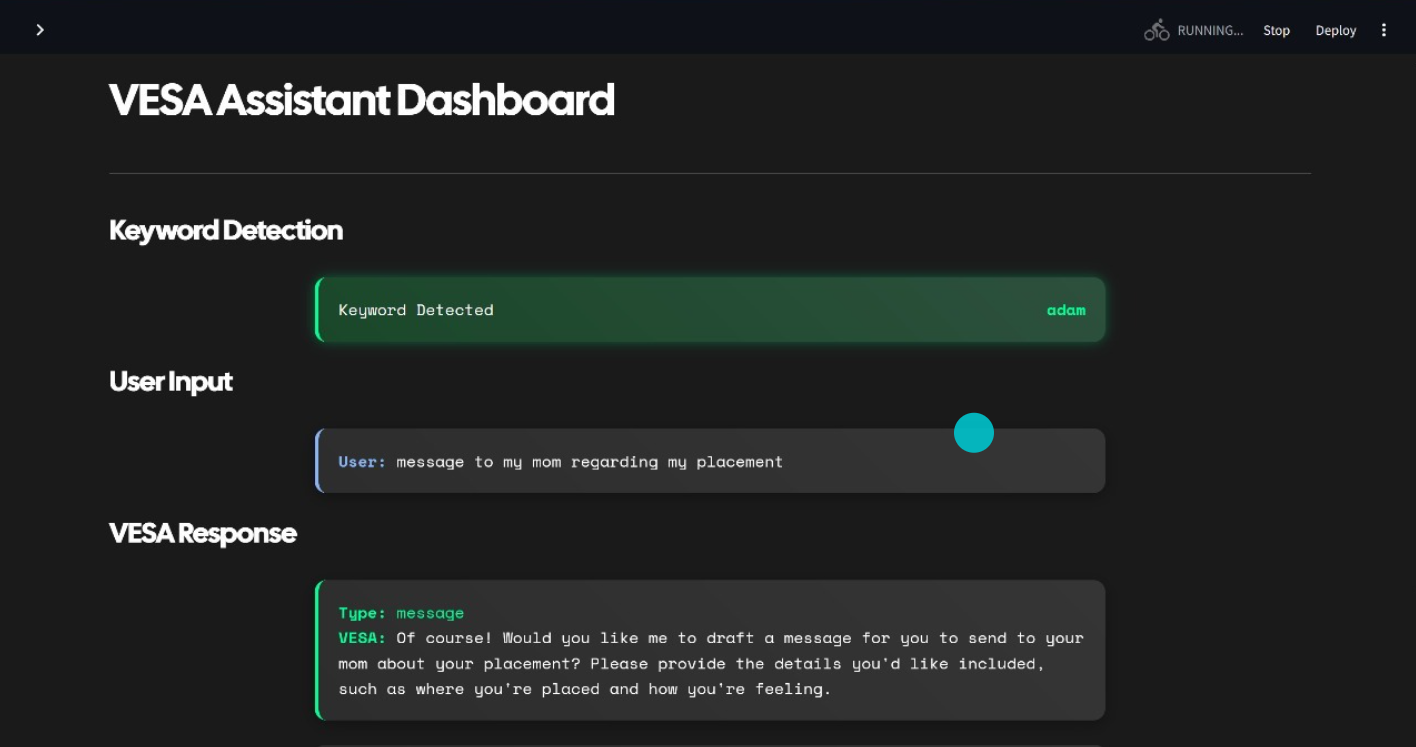 RUNNING... Stop Deploy
VESA Assistant Dashboard
Keyword Detection
Keyword Detected adam
User Input
User: message to my mom regarding my placement
VESA Response
Type: message
VESA: Of course! Would you like me to draft a message for you to send to your
mom about your placement? Please provide the details you'd like included,
such as where you're placed and how you're feeling.